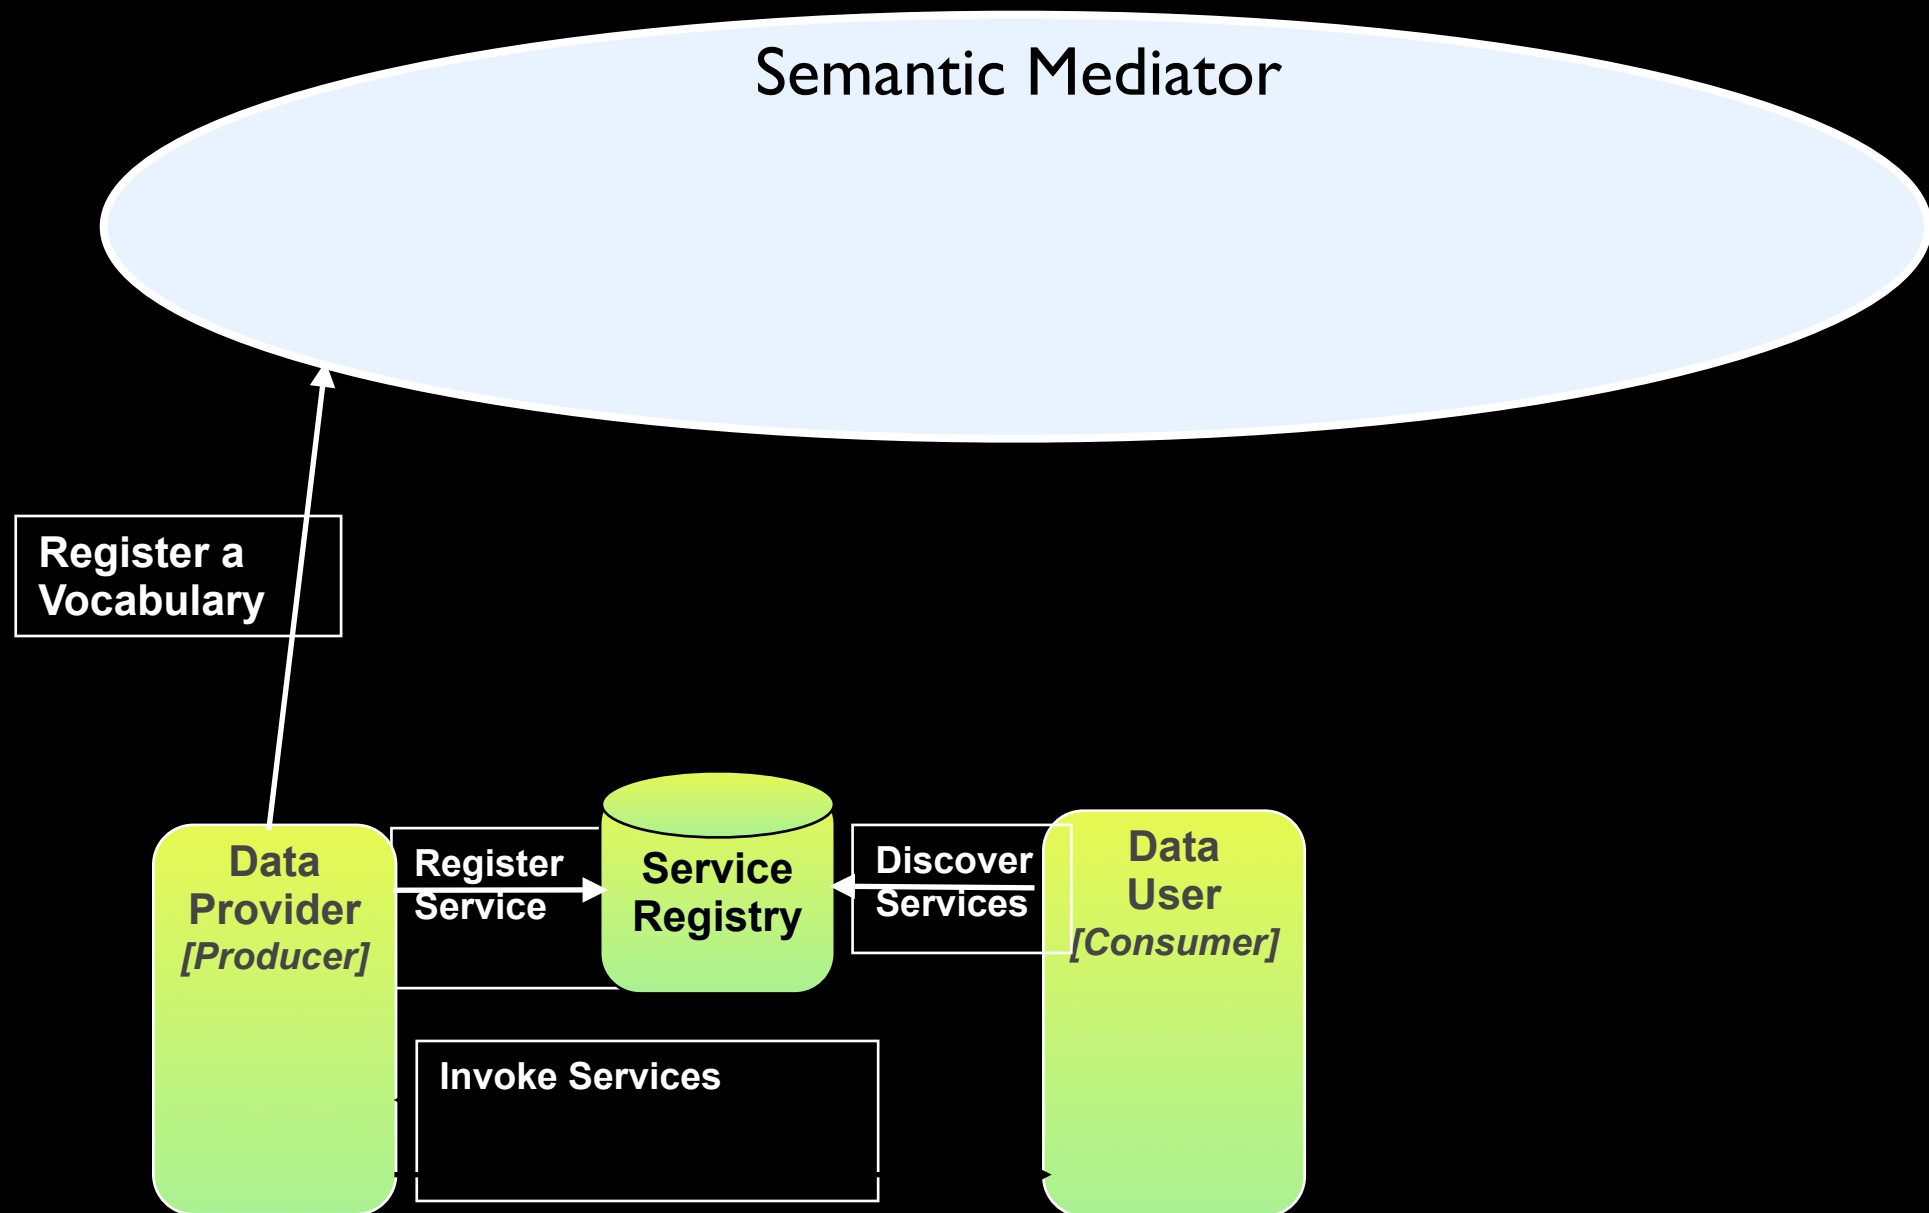 Semantic Mediator
Register a
Vocabulary
Data
Provider
[Producer]
Register
Service
Service
Registry
Discover
Services
Data
User
[Consumer]
Invoke Services